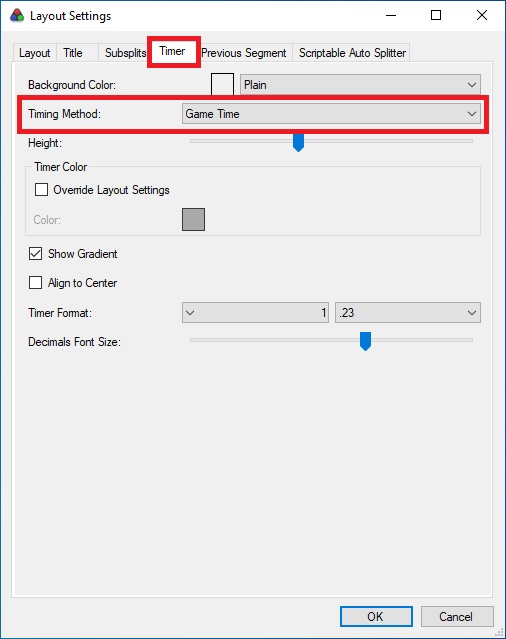 Layout Settings
Layout Title Subsplits Timer Previous Segment Scriptable Auto Splitter
Background Color: Plain
Timing Method: Game Time
Height:
Timer Color
Override Layout Settings
Color:
Show Gradient
Align to Center
Timer Format: 1 .23
Decimals Font Size:
OK Cancel